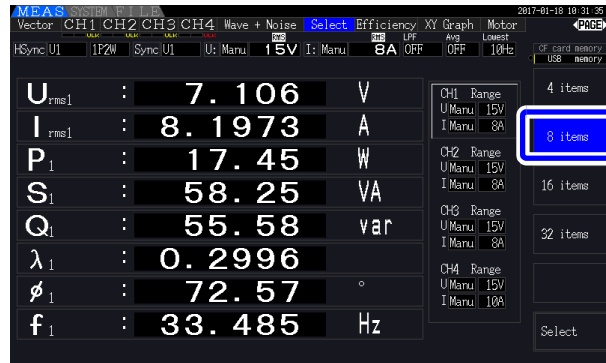 MEAS SYSTEM FILE 2017-01-18 10:31:35
Vector CH1 CH2 CH3 CH4 Wave + Noise Select Efficiency XY Graph Motor ◀PAGE
RMS RMS LPF Avg Lowest
HSync U1 1P2W Sync U1 U: Manu 15V I: Manu 8A OFF OFF 10Hz
CF card memory
USB memory
Urms1 : 7.106 V
Irms1 : 8.1973 A
P1 : 17.45 W
S1 : 58.25 VA
Q1 : 55.58 var
λ1 : 0.2996
ø1 : 72.57 °
f1 : 33.485 Hz
CH1 Range
U Manu 15V
I Manu 8A
CH2 Range
U Manu 15V
I Manu 8A
CH3 Range
U Manu 15V
I Manu 8A
CH4 Range
U Manu 15V
I Manu 10A
4 items
8 items
16 items
32 items
Select